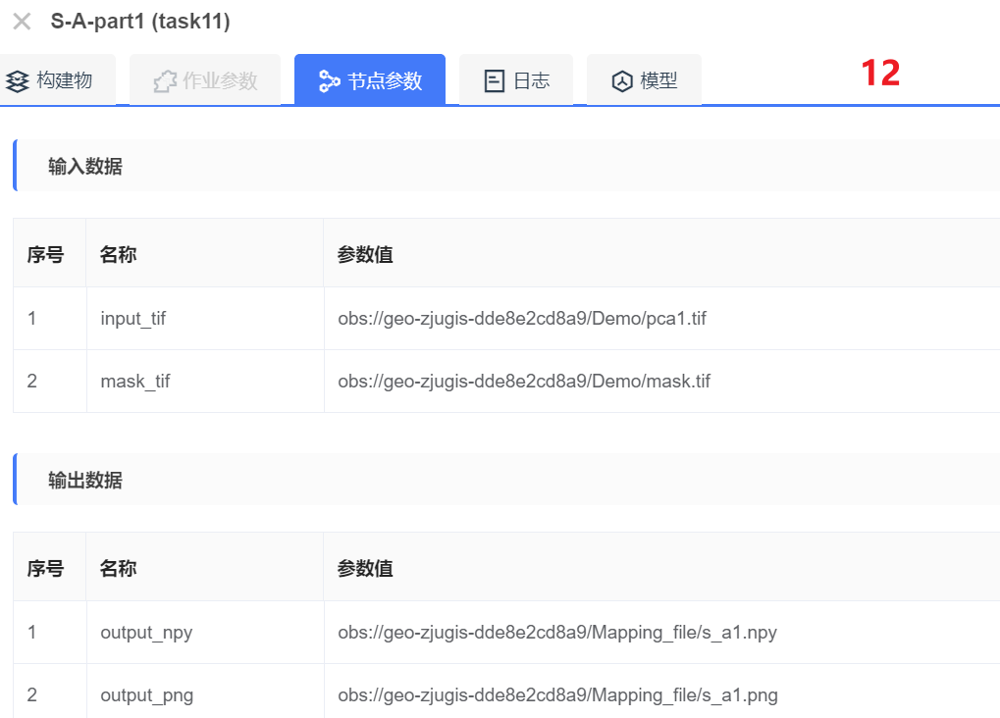 S-A-part1 (task11)
构建物 作业参数 节点参数 日志 模型 12
输入数据
序号 名称 参数值
1 input_tif obs://geo-zjugis-dde8e2cd8a9/Demo/pca1.tif
2 mask_tif obs://geo-zjugis-dde8e2cd8a9/Demo/mask.tif
输出数据
序号 名称 参数值
1 output_npy obs://geo-zjugis-dde8e2cd8a9/Mapping_file/s_a1.npy
2 output_png obs://geo-zjugis-dde8e2cd8a9/Mapping_file/s_a1.png